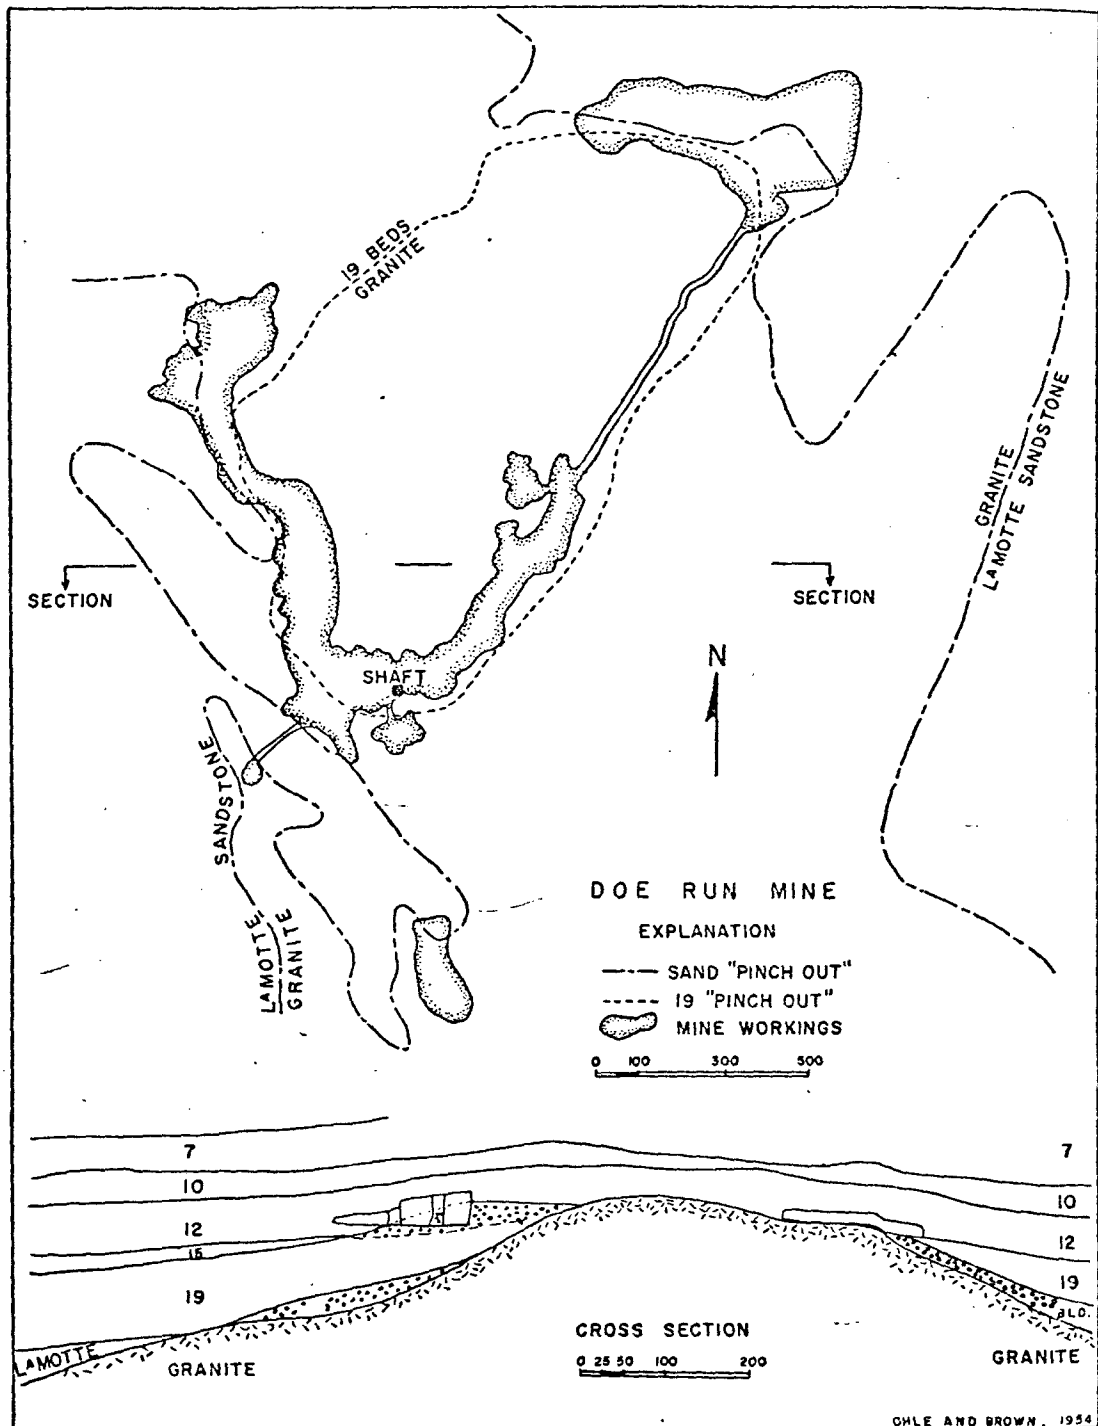 19 BEDS
GRANITE
GRANITE
LAMOTTE SANDSTONE
SECTION
SECTION
SHAFT
N
SANDSTONE
LAMOTTE
GRANITE
DOE RUN MINE
EXPLANATION
SAND "PINCH OUT"
19 "PINCH OUT"
MINE WORKINGS
0 100 300 500
7 7
10 10
12 12
15
19 19
BLD.
LAMOTTE
GRANITE
CROSS SECTION
0 25 50 100 200
GRANITE
OHLE AND BROWN, 1954